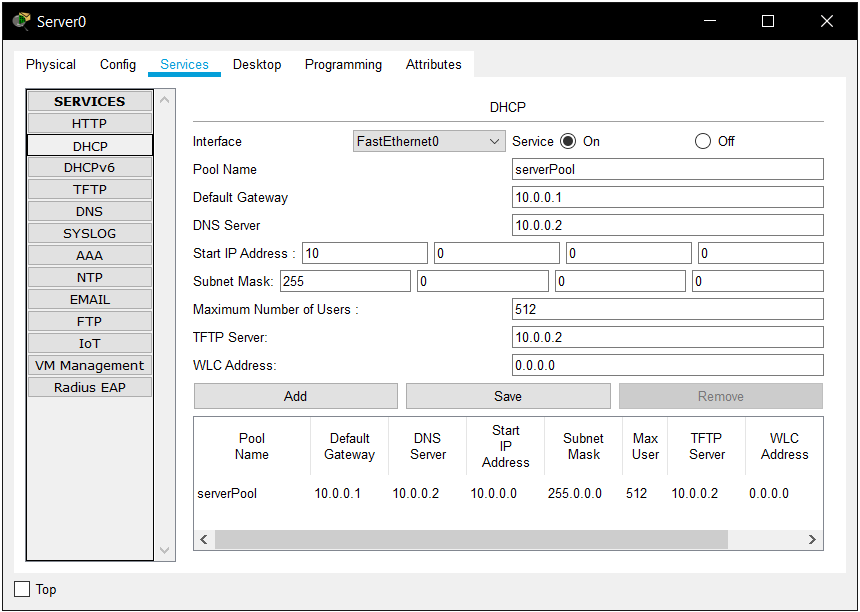 Server0
Physical Config Services Desktop Programming Attributes
SERVICES
HTTP
DHCP
DHCPv6
TFTP
DNS
SYSLOG
AAA
NTP
EMAIL
FTP
IoT
VM Management
Radius EAP
DHCP
Interface FastEthernet0 Service On Off
Pool Name serverPool
Default Gateway 10.0.0.1
DNS Server 10.0.0.2
Start IP Address : 10 0 0 0
Subnet Mask: 255 0 0 0
Maximum Number of Users : 512
TFTP Server: 10.0.0.2
WLC Address: 0.0.0.0
Add Save Remove
Pool Name Default Gateway DNS Server Start IP Address Subnet Mask Max User TFTP Server WLC Address
serverPool 10.0.0.1 10.0.0.2 10.0.0.0 255.0.0.0 512 10.0.0.2 0.0.0.0
Top